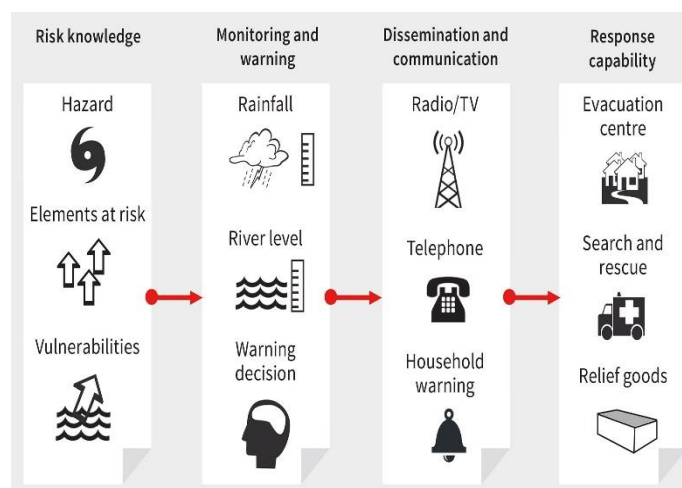 Risk knowledge
Hazard
Elements at risk
Vulnerabilities
Monitoring and
warning
Rainfall
River level
Warning
decision
Dissemination and
communication
Radio/TV
Telephone
Household
warning
Response
capability
Evacuation
centre
Search and
rescue
Relief goods